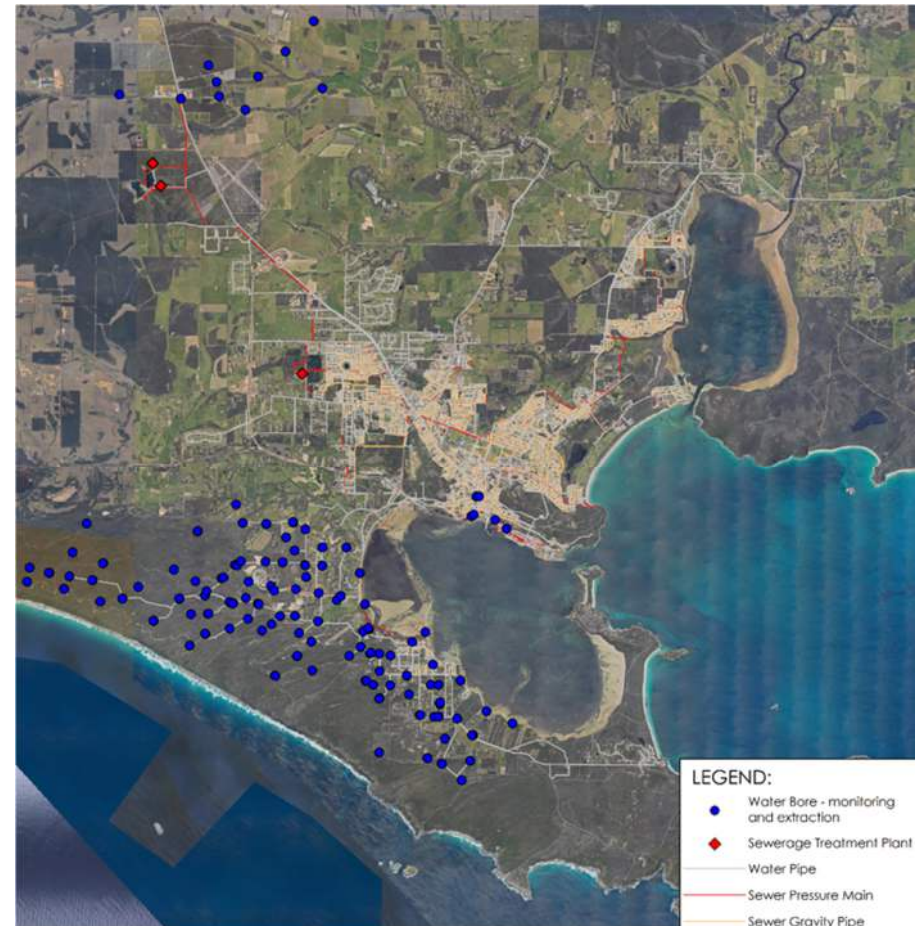 LEGEND:
Water Bore - monitoring
and extraction
Sewerage Treatment Plant
Water Pipe
Sewer Pressure Main
Sewer Gravity Pipe